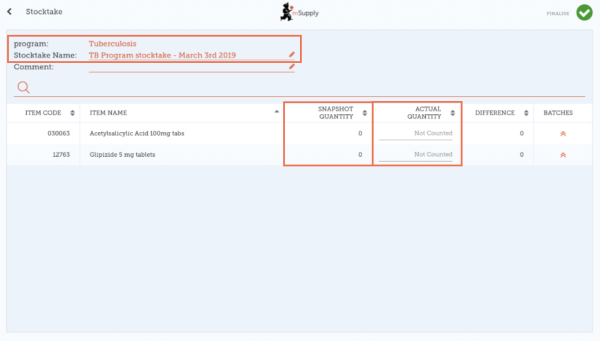 Stocktake
mSupply
FINALISE
program: Tuberculosis
Stocktake Name: TB Program stocktake - March 3rd 2019
Comment:
ITEM CODE ITEM NAME SNAPSHOT QUANTITY ACTUAL QUANTITY DIFFERENCE BATCHES
030063 Acetylsalicylic Acid 100mg tabs 0 Not Counted 0
12763 Glipizide 5 mg tablets 0 Not Counted 0